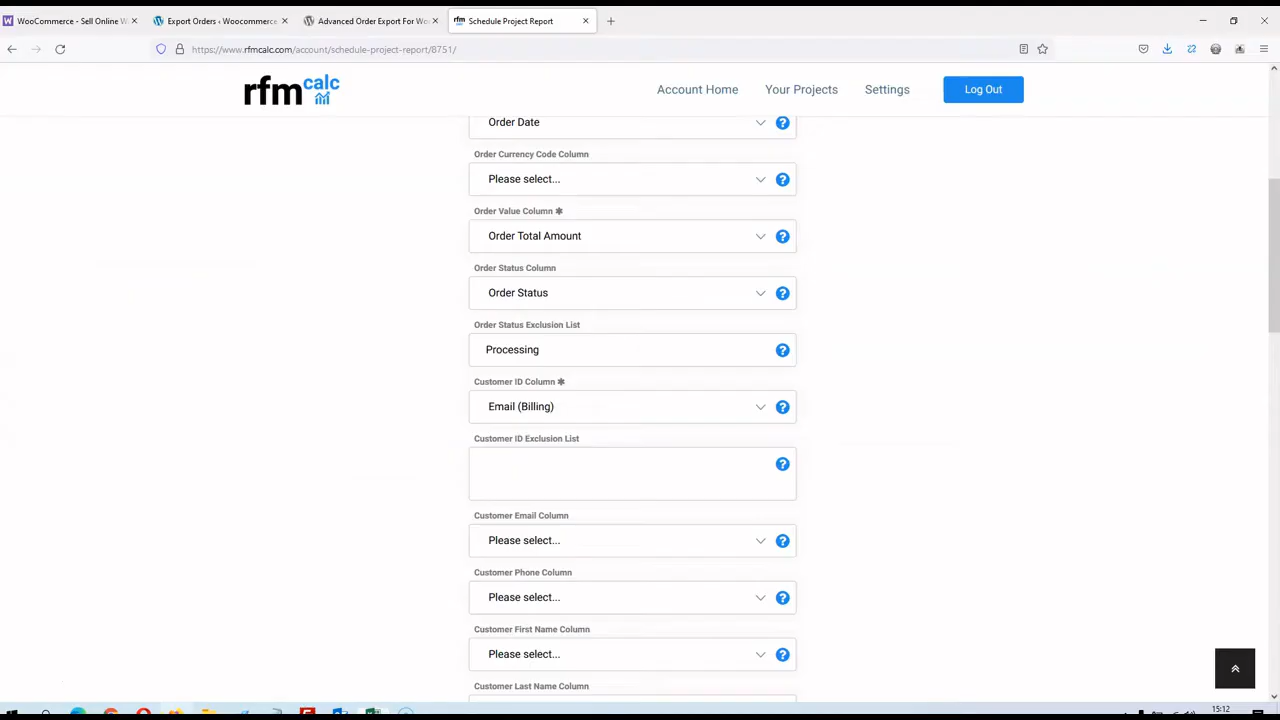 WooCommerce - Sell Online W
Export Orders ‹ Woocommerce
Advanced Order Export For Wo
Schedule Project Report
https://www.rfmcalc.com/account/schedule-project-report/8751/
rfmcalc
Account Home
Your Projects
Settings
Log Out
Order Date
Order Currency Code Column
Please select...
Order Value Column ✱
Order Total Amount
Order Status Column
Order Status
Order Status Exclusion List
Processing
Customer ID Column ✱
Email (Billing)
Customer ID Exclusion List
Customer Email Column
Please select...
Customer Phone Column
Please select...
Customer First Name Column
Please select...
Customer Last Name Column
15:12